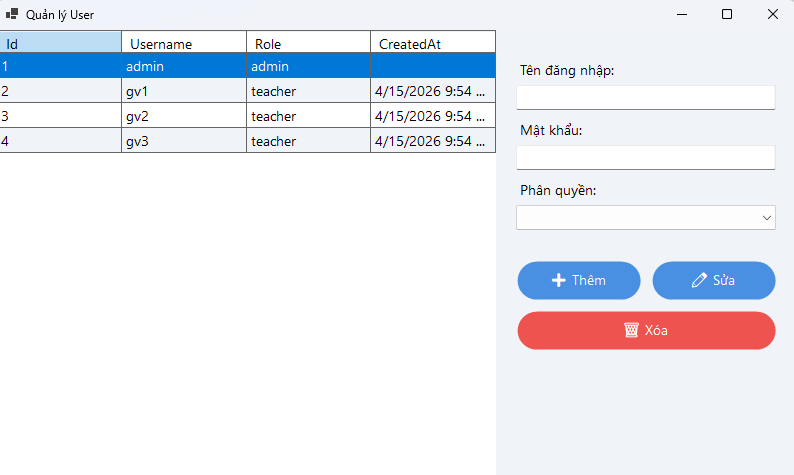 Quản lý User
Id Username Role CreatedAt
1 admin admin
2 gv1 teacher 4/15/2026 9:54 ...
3 gv2 teacher 4/15/2026 9:54 ...
4 gv3 teacher 4/15/2026 9:54 ...
Tên đăng nhập:
Mật khẩu:
Phân quyền:
Thêm
Sửa
Xóa